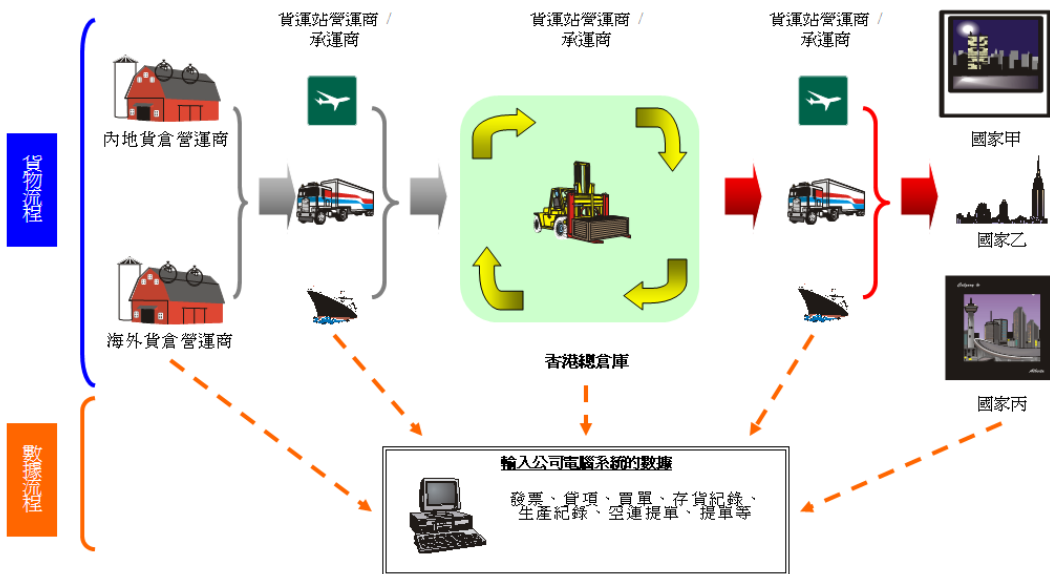 貨運站營運商 /
承運商
貨運站營運商 /
承運商
貨運站營運商 /
承運商
貨物流程
內地貨倉營運商
海外貨倉營運商
香港總倉庫
國家甲
國家乙
Calgary
Alberta
國家丙
數據流程
輸入公司電腦系統的數據
發票、貸項、買單、存貨紀錄、
生產紀錄、空運提單、提單等